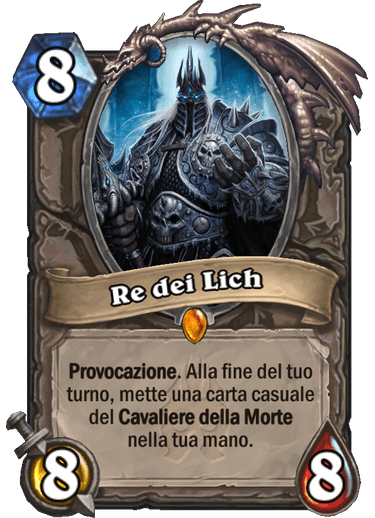 8
Re dei Lich
Provocazione. Alla fine del tuo
turno, mette una carta casuale
del Cavaliere della Morte
nella tua mano.
8
8